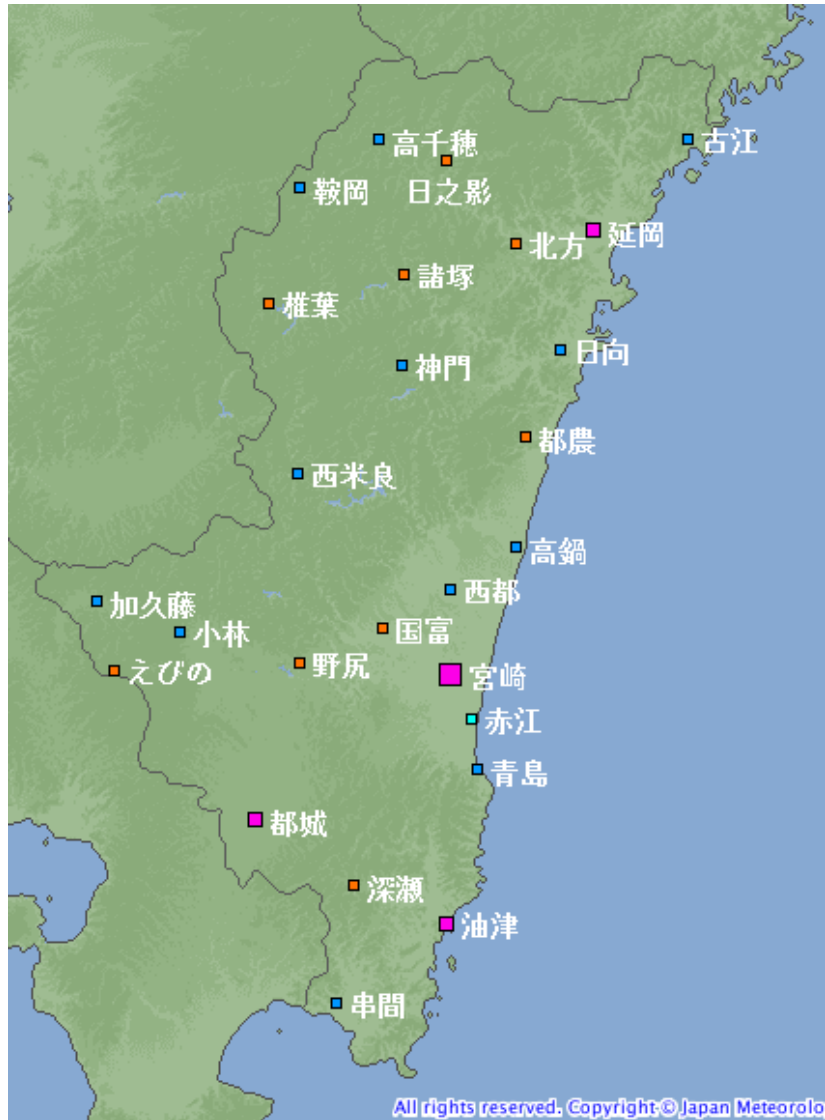 高千穂
古江
日之影
鞍岡
延岡
北方
諸塚
椎葉
日向
神門
都農
西米良
高鍋
西都
加久藤
国富
小林
えびの
野尻
宮崎
赤江
青島
都城
深瀬
油津
串間
All rights reserved. Copyright © Japan Meteorolo